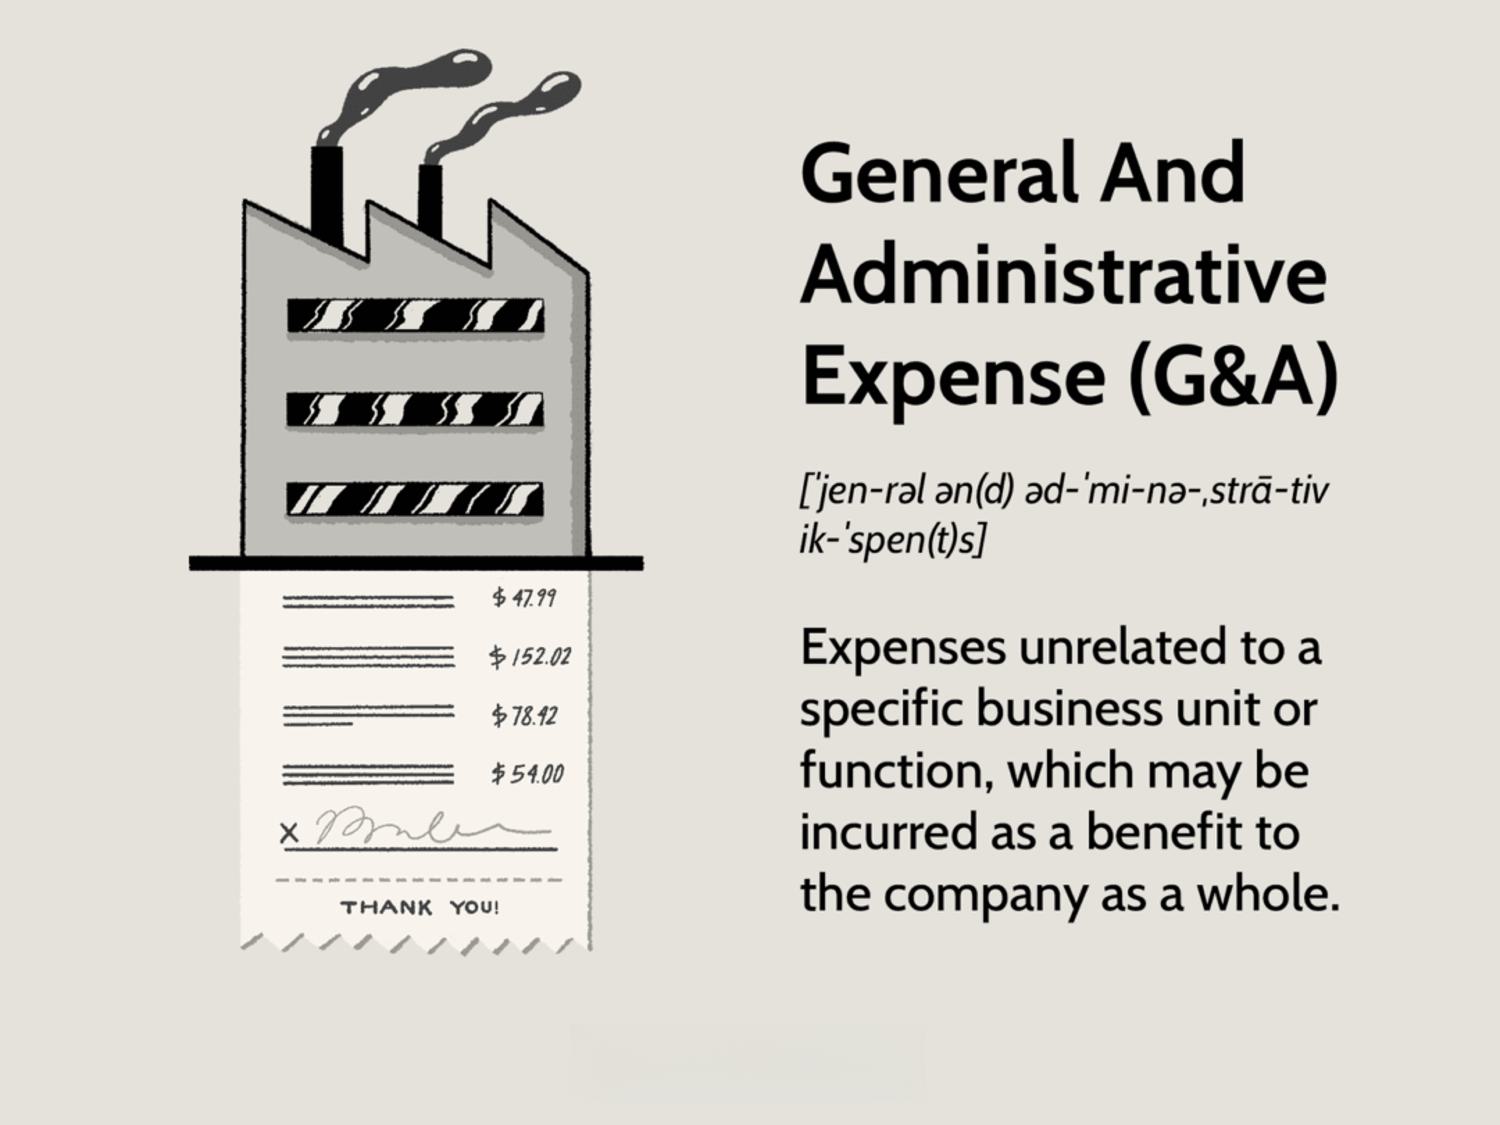 General And
Administrative
Expense (G&A)
[ˈjen-rəl ən(d) əd-ˈmi-nə-ˌstrā-tiv
ik-ˈspen(t)s]
Expenses unrelated to a
specific business unit or
function, which may be
incurred as a benefit to
the company as a whole.
$ 47.99
$ 152.02
$ 78.42
$ 54.00
X
THANK YOU!